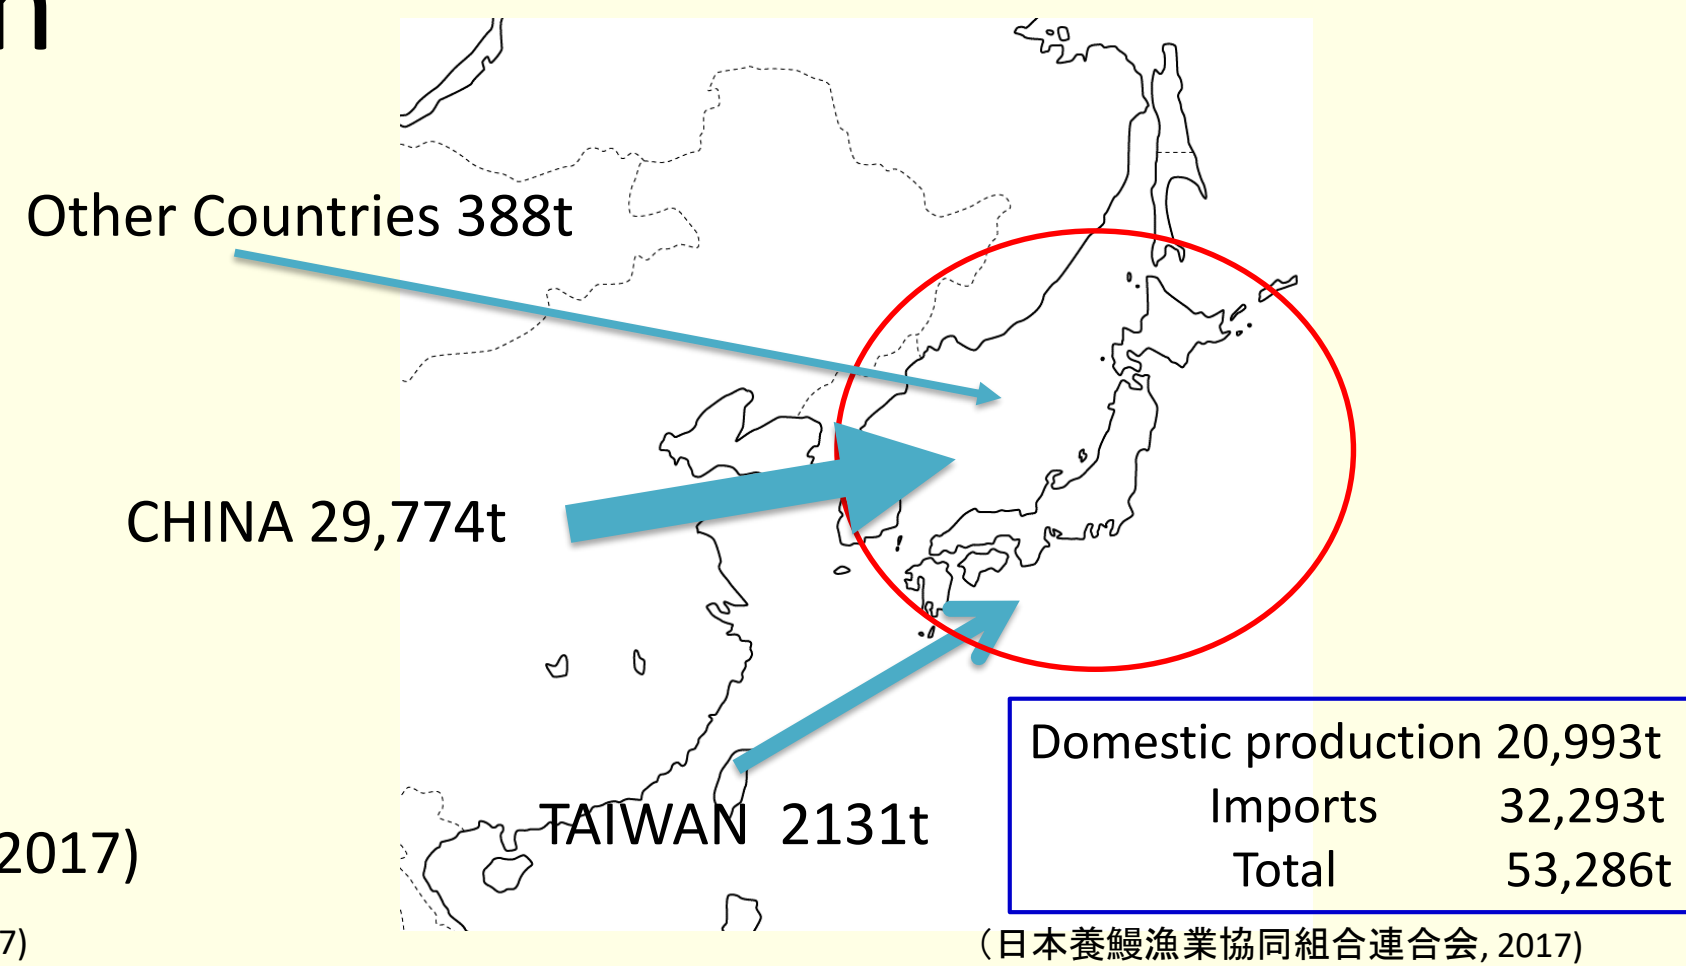 n
Other Countries 388t
CHINA 29,774t
TAIWAN 2131t
Domestic production 20,993t
Imports 32,293t
Total 53,286t
2017)
7)
（日本養鰻漁業協同組合連合会, 2017)